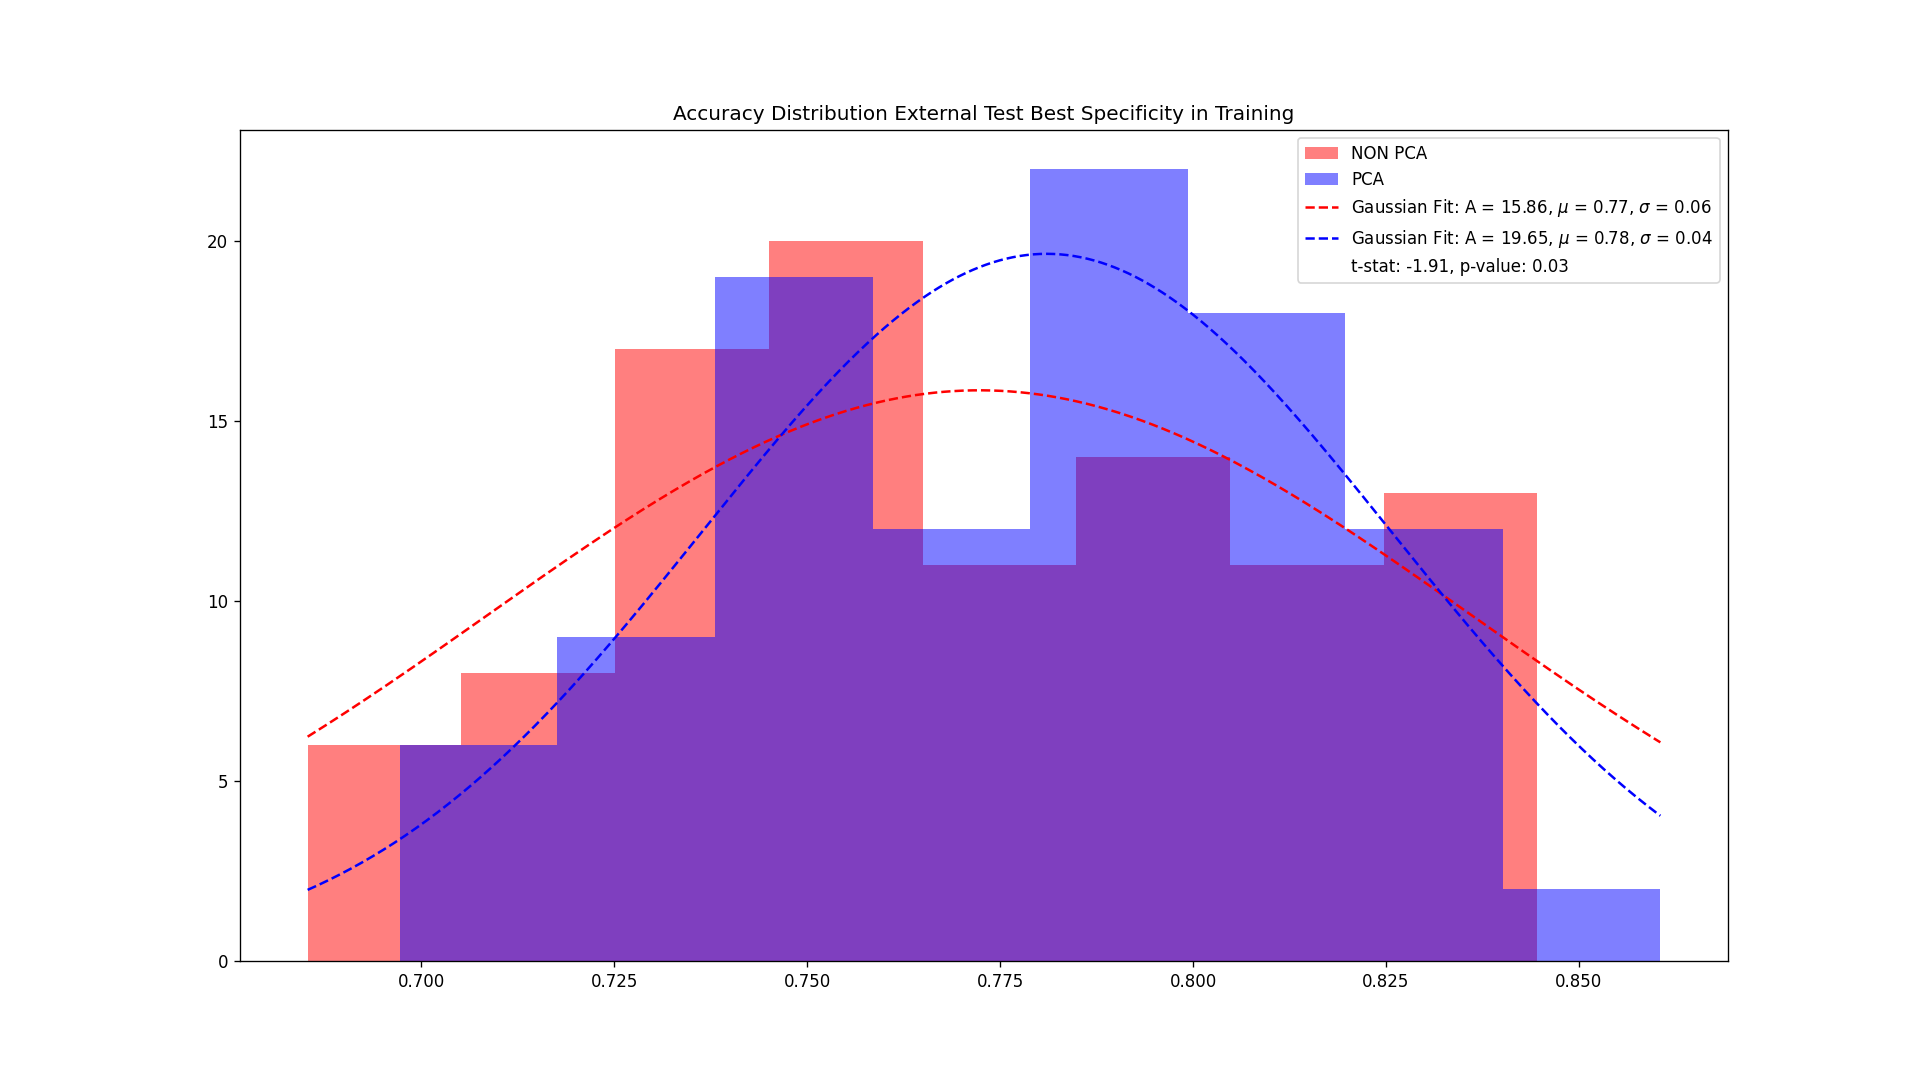 Accuracy Distribution External Test Best Specificity in Training
NON PCA
PCA
Gaussian Fit: A = 15.86, μ = 0.77, σ = 0.06
Gaussian Fit: A = 19.65, μ = 0.78, σ = 0.04
t-stat: -1.91, p-value: 0.03
20
15
10
5
0
0.700 0.725 0.750 0.775 0.800 0.825 0.850